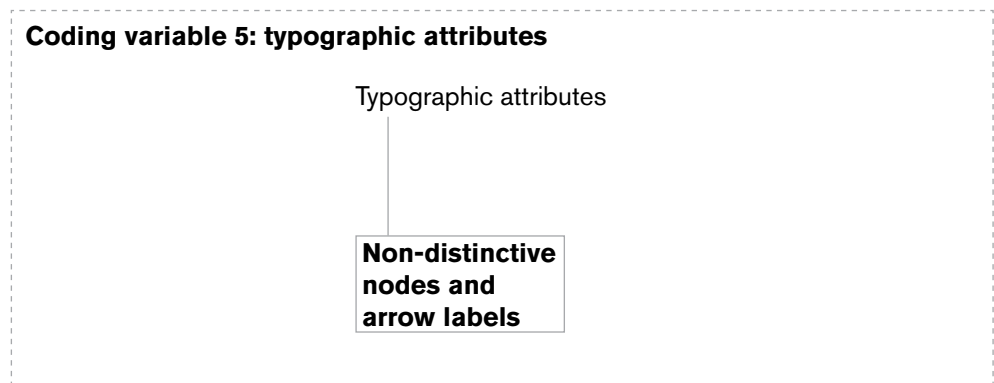 Coding variable 5: typographic attributes
Typographic attributes
Non-distinctive
nodes and
arrow labels